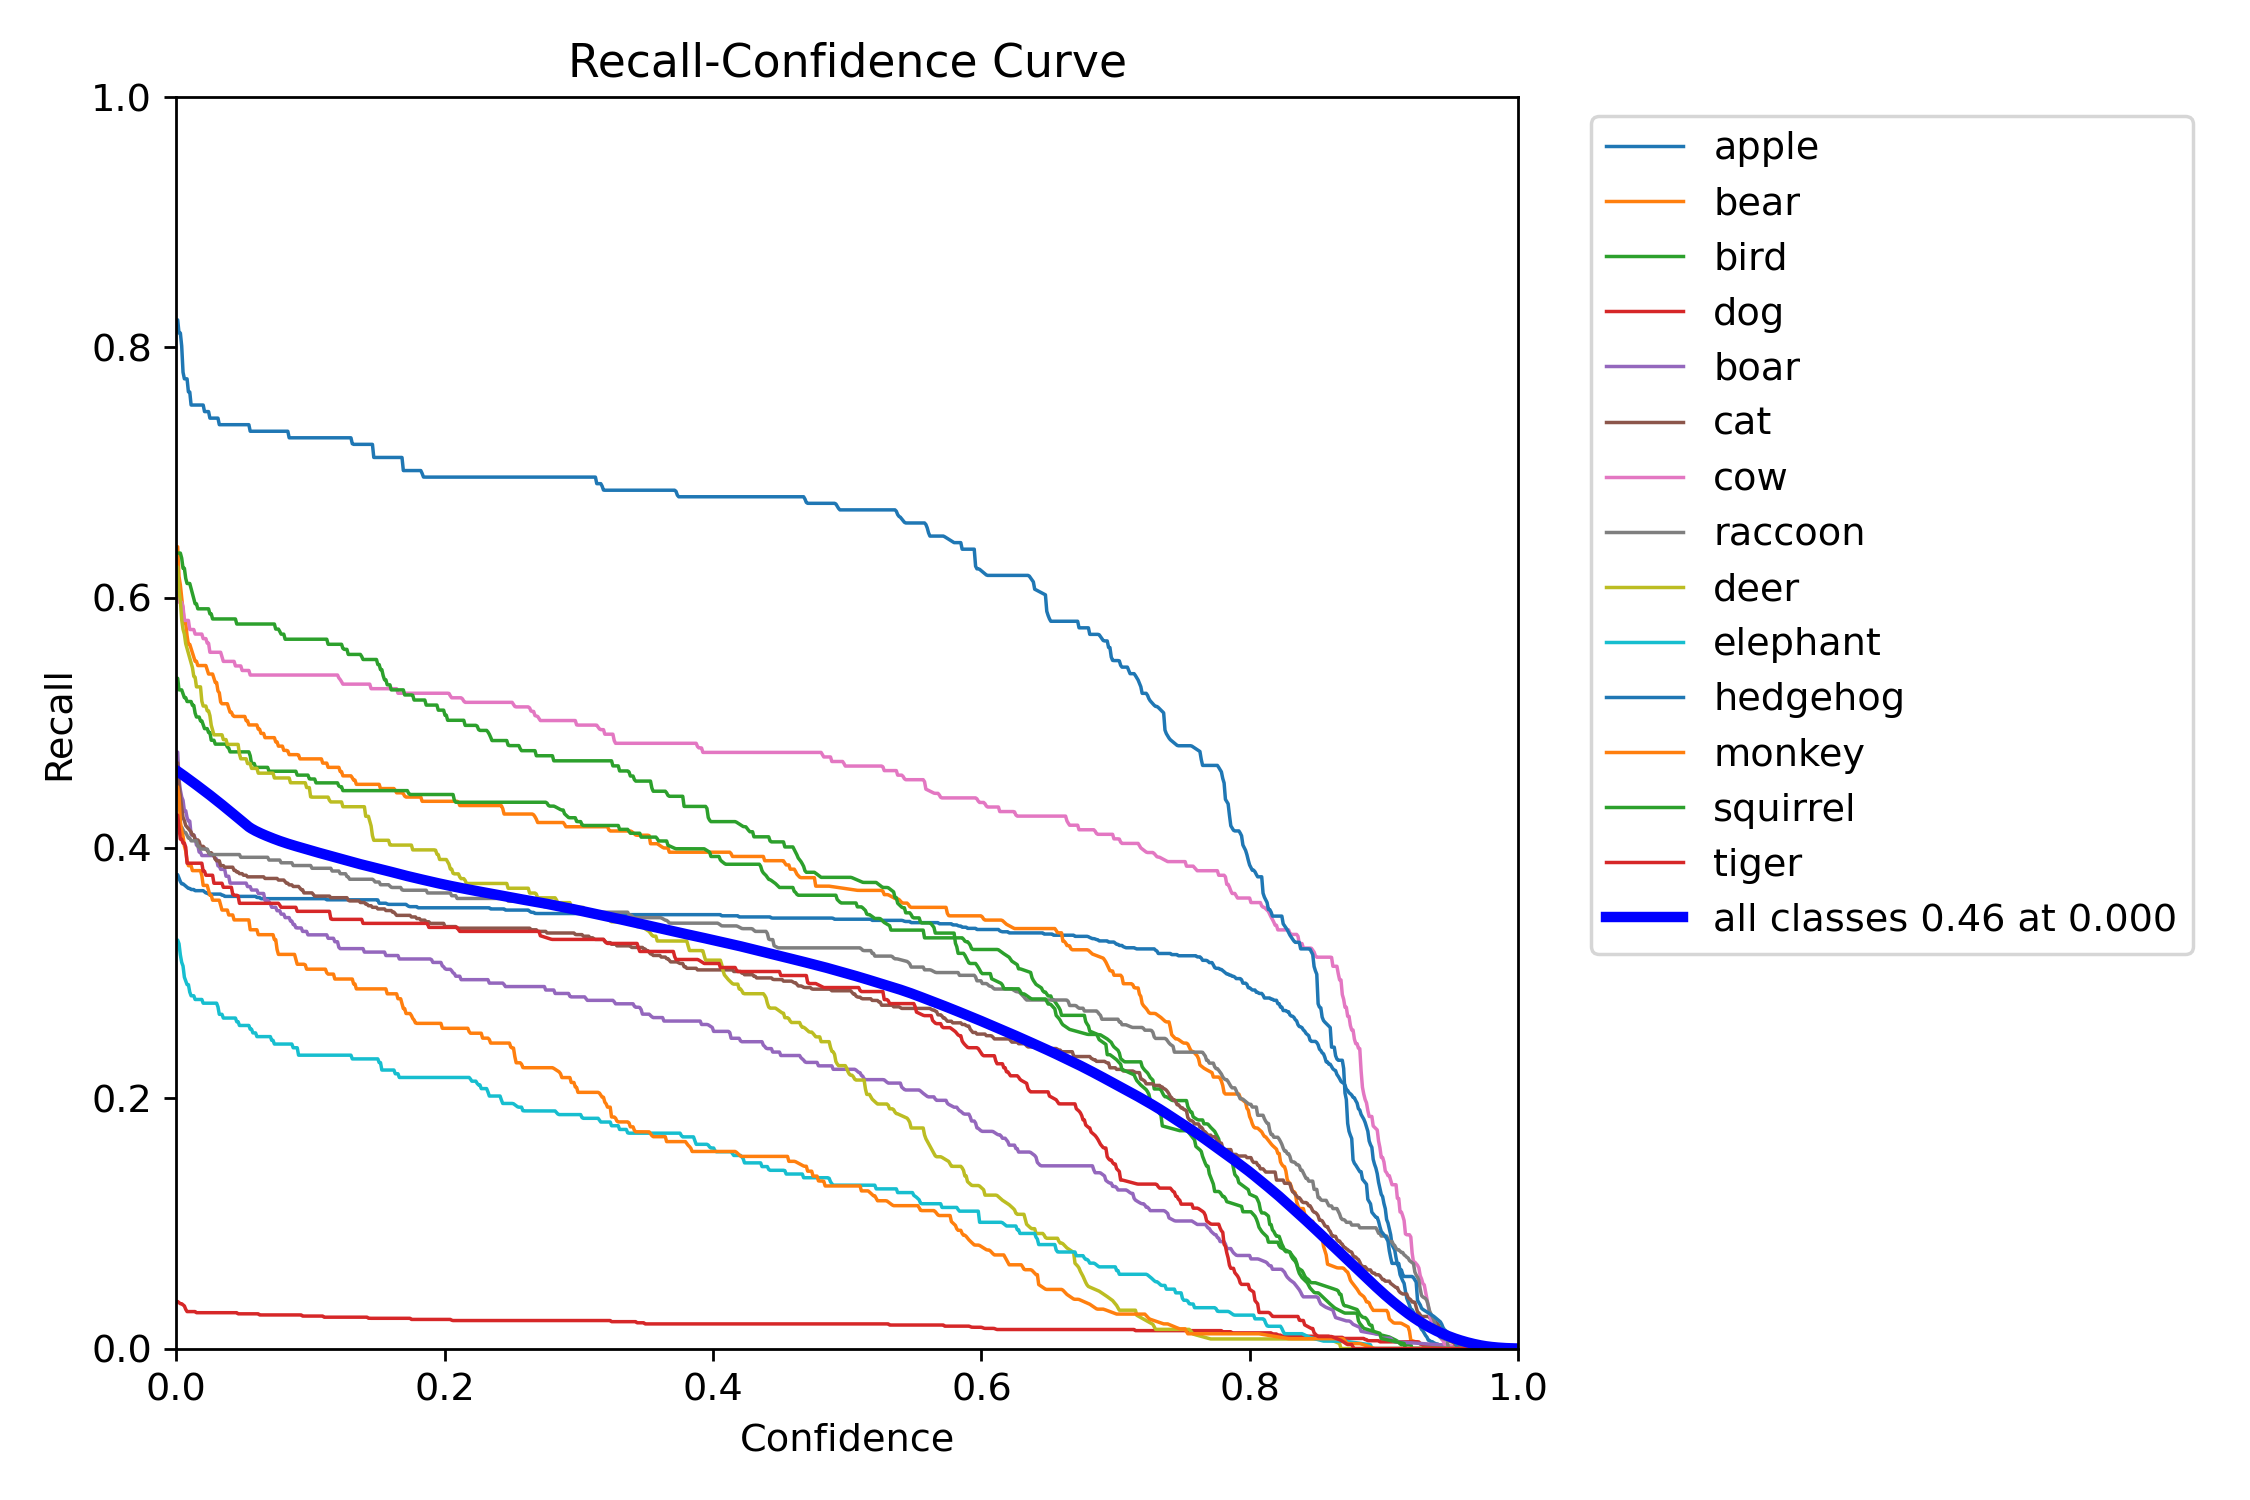 Recall-Confidence Curve
1.0
0.8
0.6
0.4
0.2
0.0
Recall
0.0 0.2 0.4 0.6 0.8 1.0
Confidence
apple
bear
bird
dog
boar
cat
cow
raccoon
deer
elephant
hedgehog
monkey
squirrel
tiger
all classes 0.46 at 0.000